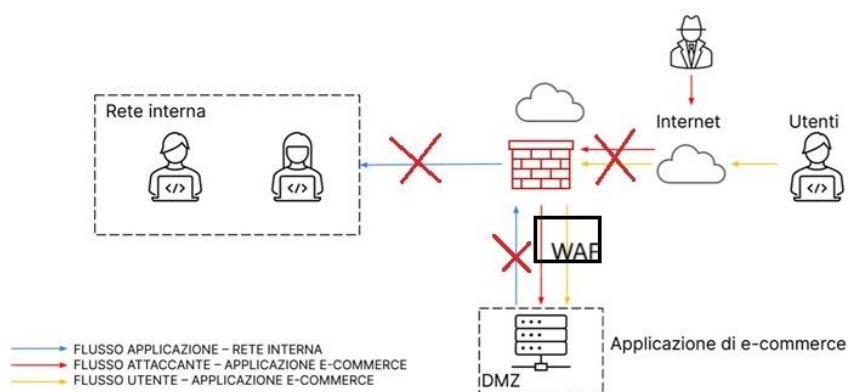 Rete interna
Internet
Utenti
</>
</>
</>
WAF
Applicazione di e-commerce
DMZ
FLUSSO APPLICAZIONE – RETE INTERNA
FLUSSO ATTACCANTE – APPLICAZIONE E-COMMERCE
FLUSSO UTENTE – APPLICAZIONE E-COMMERCE